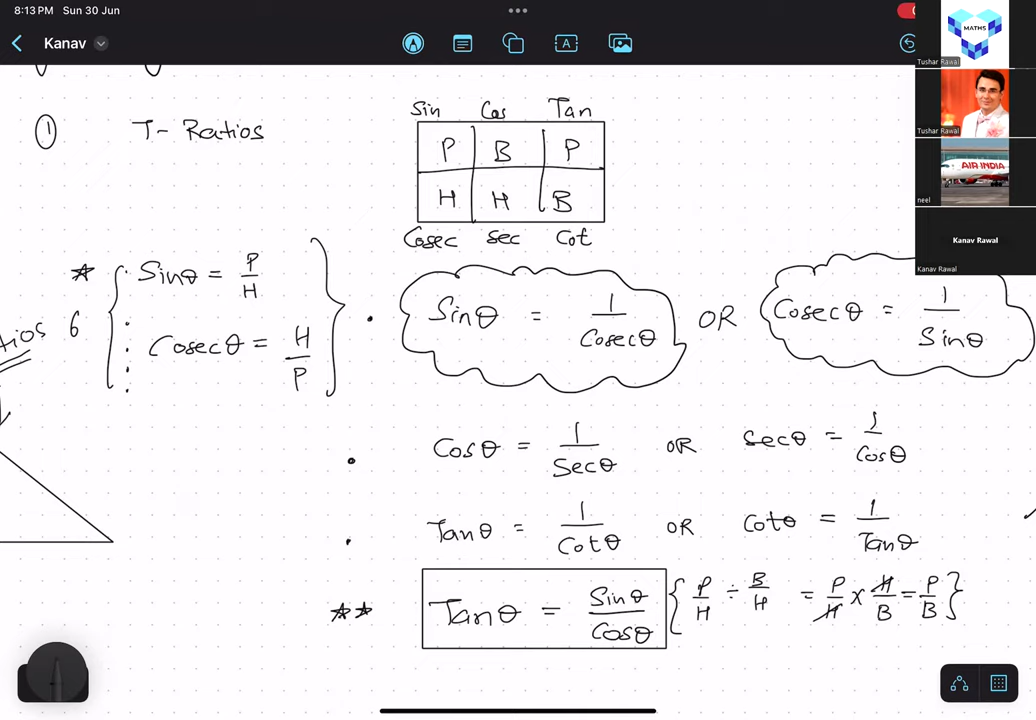 8:13 PM Sun 30 Jun
Kanav
MATHS
Tushar Rawal
Tushar Rawal
AIR INDIA
neel
Kanav Rawal
Kanav Rawal
① T- Ratios
Sin Cos Tan
P B P
H H B
Cosec sec Cot
Sinθ = P/H
Cosecθ = H/P
6
Sinθ = 1/Cosecθ OR Cosecθ = 1/Sinθ
Cosθ = 1/Secθ OR secθ = 1/Cosθ
Tanθ = 1/Cotθ OR Cotθ = 1/Tanθ
Tanθ = Sinθ/Cosθ { P/H ÷ B/H = P/H × H/B = P/B }